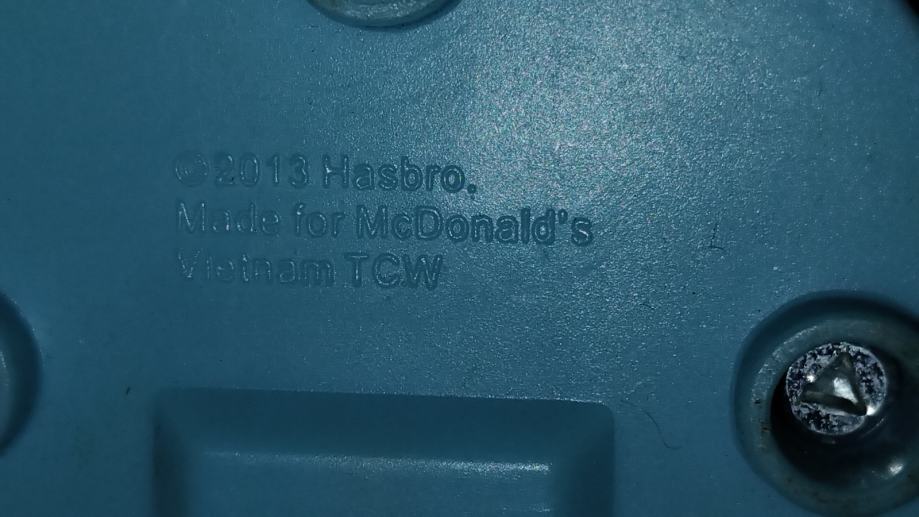 ©2013 Hasbro.
Made for McDonald's
Vietnam TCW